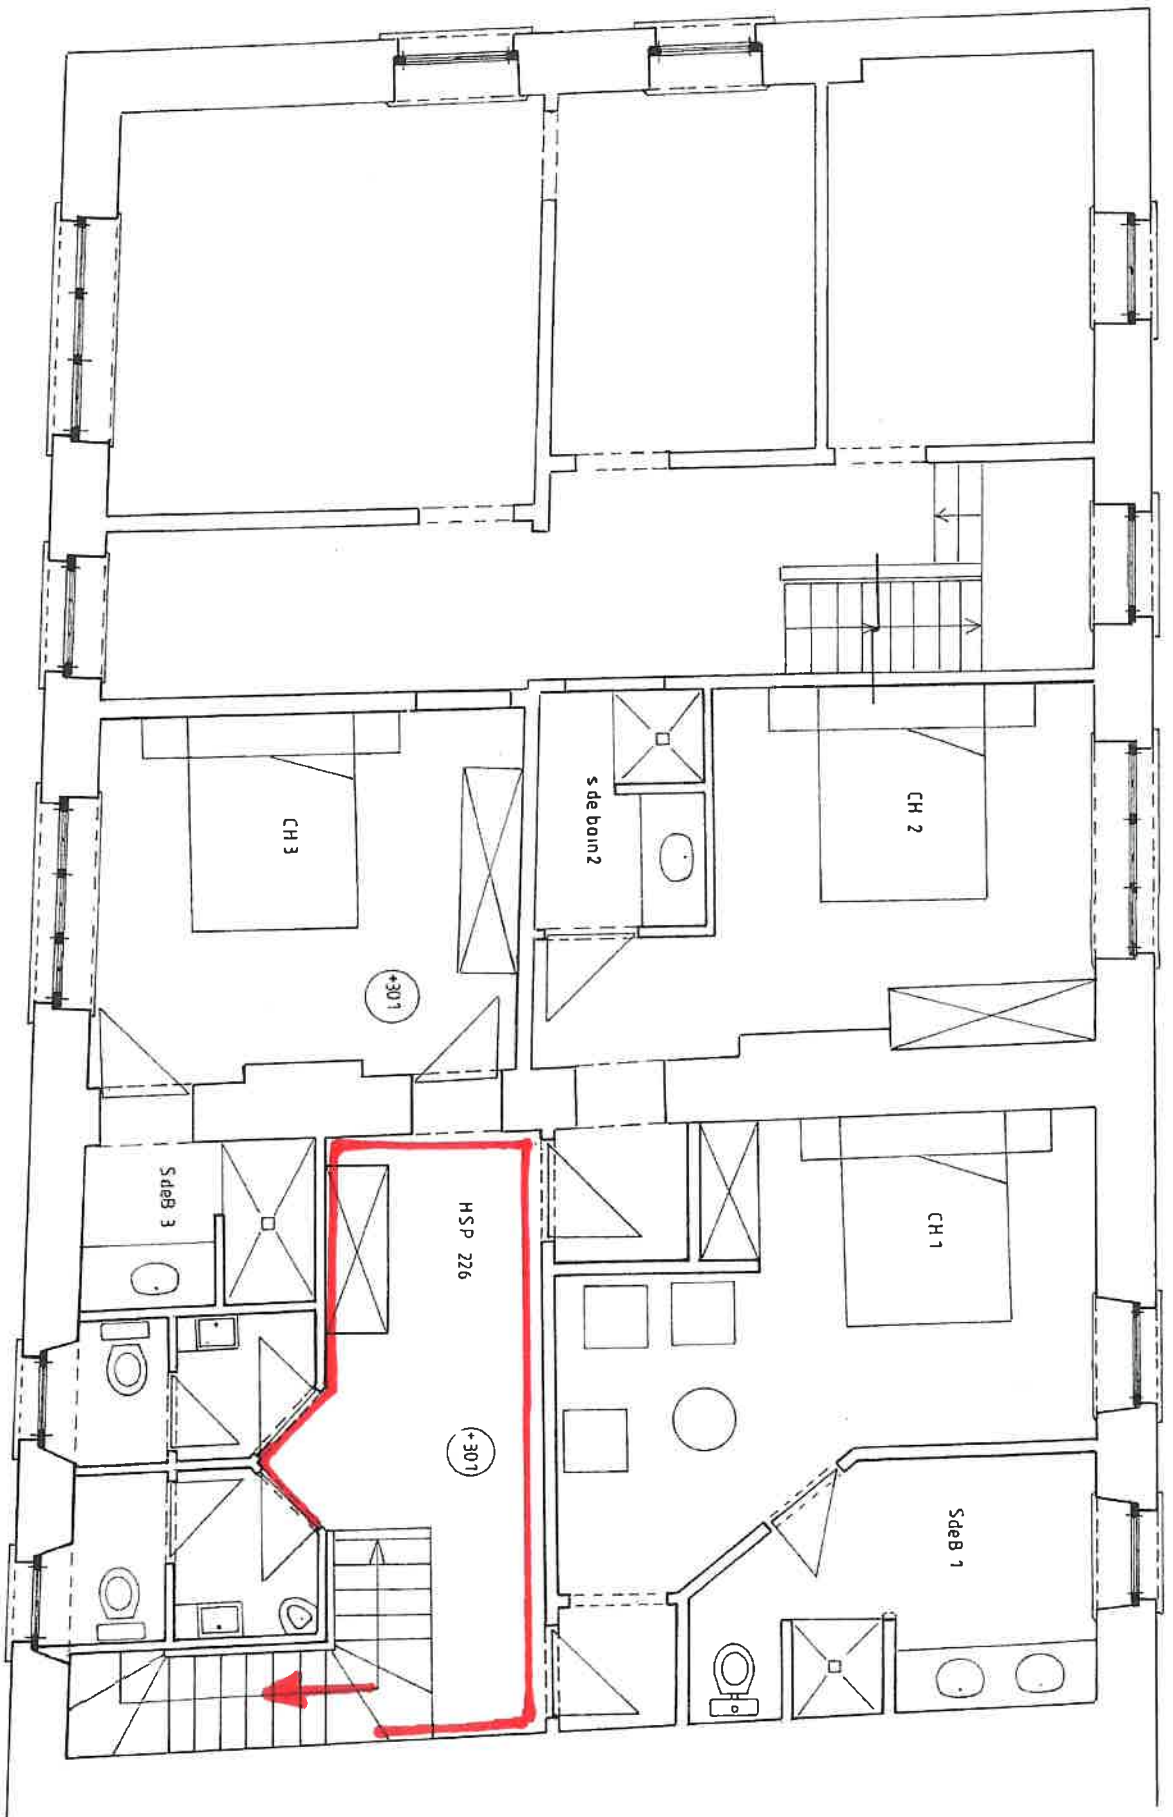 CH 2
s de bain2
CH 3
+301
CH 1
HSP 226
SdeB 3
+301
SdeB 1